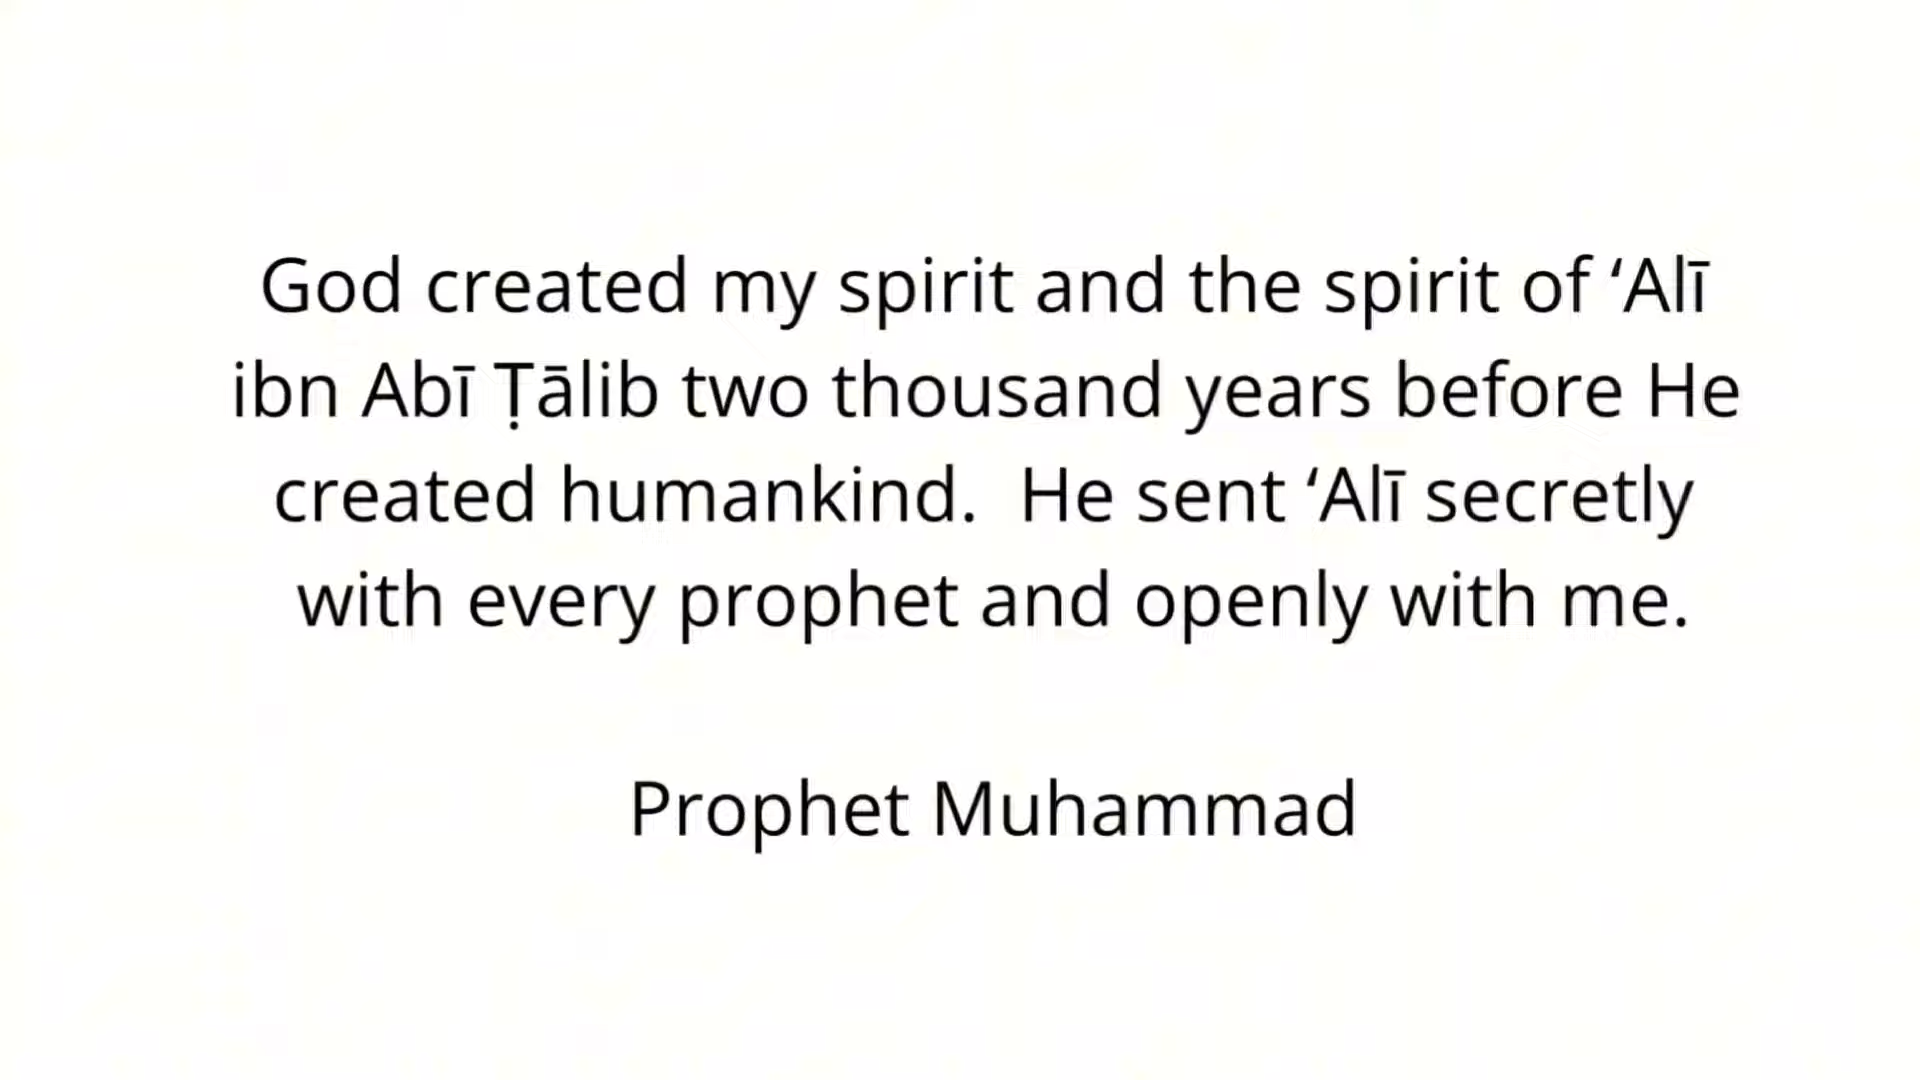 God created my spirit and the spirit of ‘Alī
ibn Abī Ṭālib two thousand years before He
created humankind.  He sent ‘Alī secretly
with every prophet and openly with me.
Prophet Muhammad